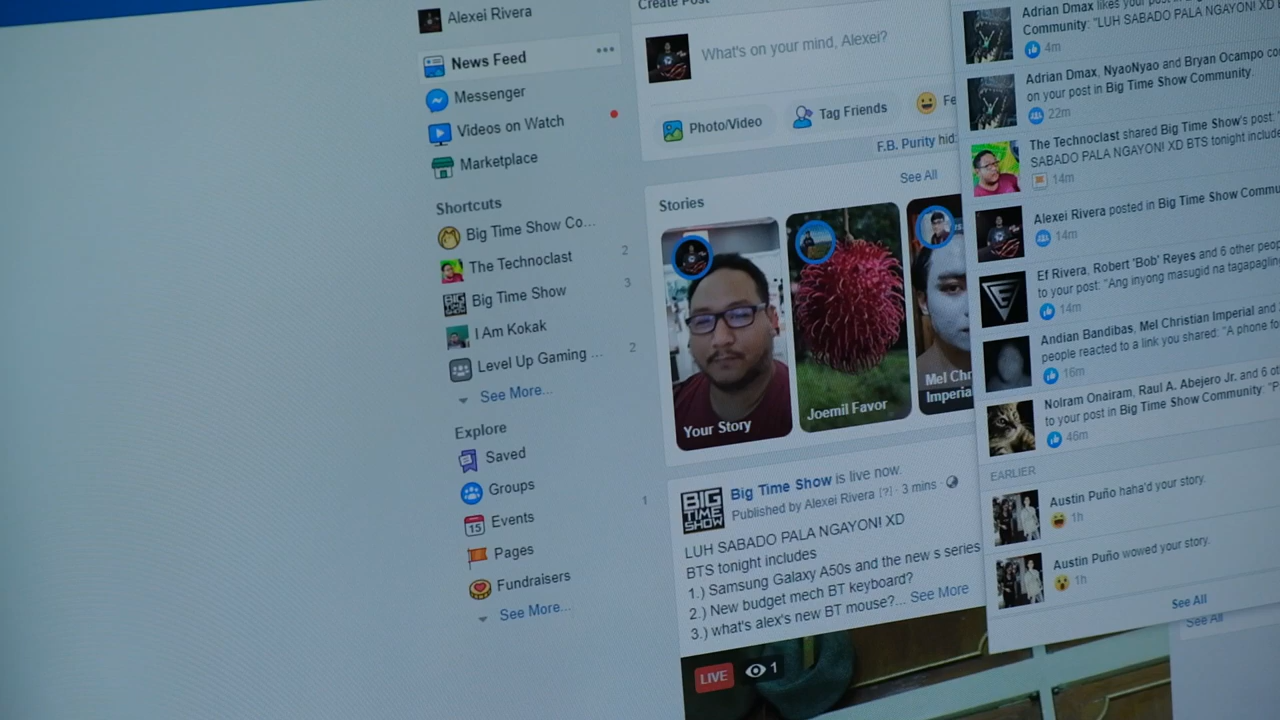 Alexei Rivera
News Feed
Messenger
Videos on Watch
Marketplace
Shortcuts
Big Time Show Co...
The Technoclast 2
Big Time Show 3
I Am Kokak
Level Up Gaming ... 2
See More...
Explore
Saved
Groups
Events 1
15
Pages
Fundraisers
See More...
Create Post
What's on your mind, Alexei?
Photo/Video
Tag Friends
Fe
F.B. Purity hid
See All
Stories
Your Story
Joemil Favor
Mel Chr
Imperia
BIG
TIME
SHOW
Big Time Show is live now.
Published by Alexei Rivera [?] · 3 mins ·
LUH SABADO PALA NGAYON! XD
BTS tonight includes
1.) Samsung Galaxy A50s and the new s series
2.) New budget mech BT keyboard?
3.) what's alex's new BT mouse?... See More
LIVE 1
Adrian Dmax likes your post in
Community: "LUH SABADO PALA NGAYON! XD
4m
Adrian Dmax, NyaoNyao and Bryan Ocampo co
on your post in Big Time Show Community.
22m
The Technoclast shared Big Time Show's post: "
SABADO PALA NGAYON! XD BTS tonight include
14m
Alexei Rivera posted in Big Time Show Commu
14m
Ef Rivera, Robert 'Bob' Reyes and 6 other peop
to your post: "Ang inyong masugid na tagapagling
14m
Andian Bandibas, Mel Christian Imperial and
people reacted to a link you shared: "A phone fo
16m
Nolram Onairam, Raul A. Abejero Jr. and 6 ot
to your post in Big Time Show Community: "P
46m
EARLIER
Austin Puño haha'd your story.
1h
Austin Puño wowed your story.
1h
See All
See All